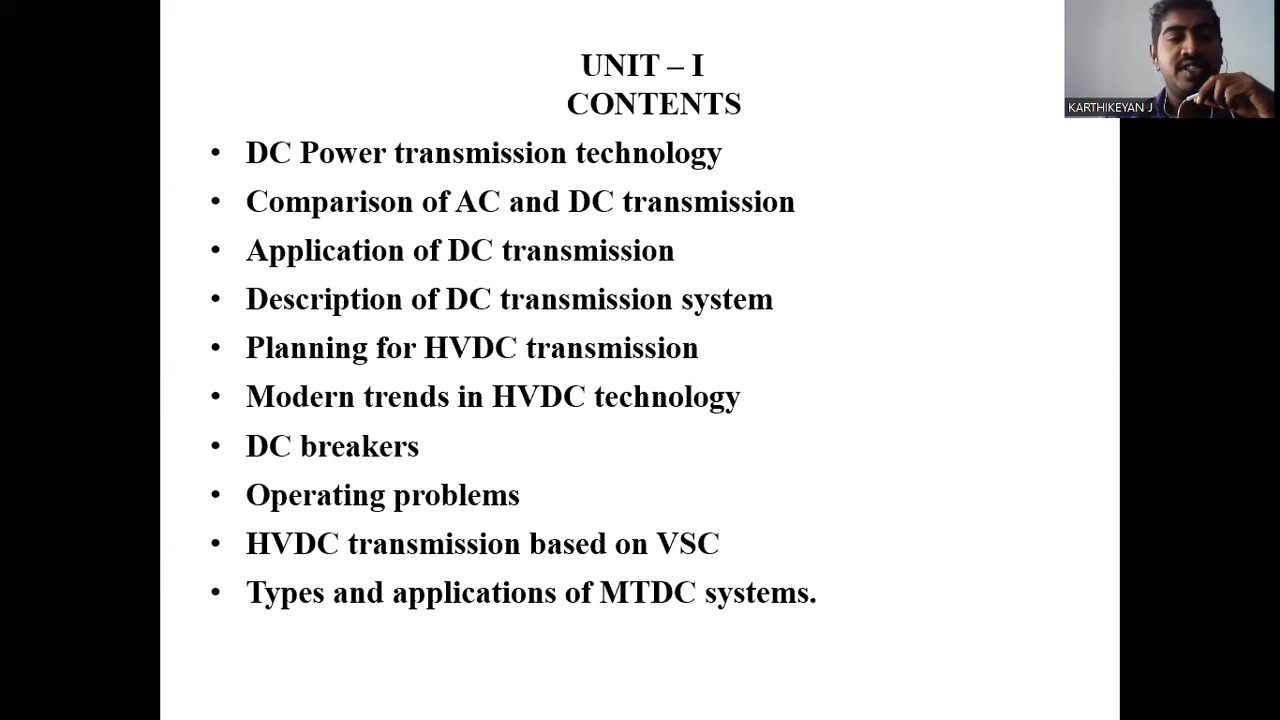 UNIT – I
CONTENTS
• DC Power transmission technology
• Comparison of AC and DC transmission
• Application of DC transmission
• Description of DC transmission system
• Planning for HVDC transmission
• Modern trends in HVDC technology
• DC breakers
• Operating problems
• HVDC transmission based on VSC
• Types and applications of MTDC systems.
KARTHIKEYAN J